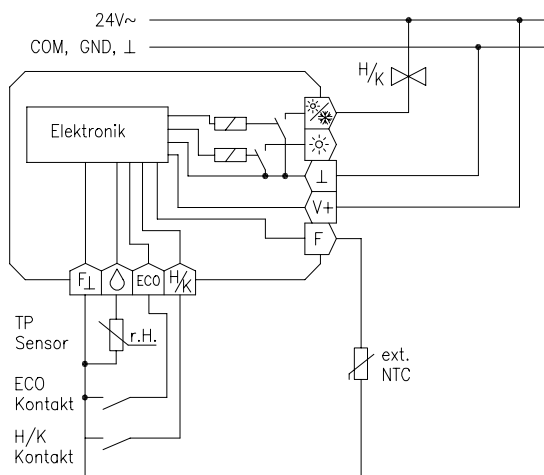 24V~
COM, GND, ⊥
H/K
Elektronik
⊥
V+
F
F⊥
ECO
H/K
TP
Sensor
r.H.
ext.
NTC
ECO
Kontakt
H/K
Kontakt